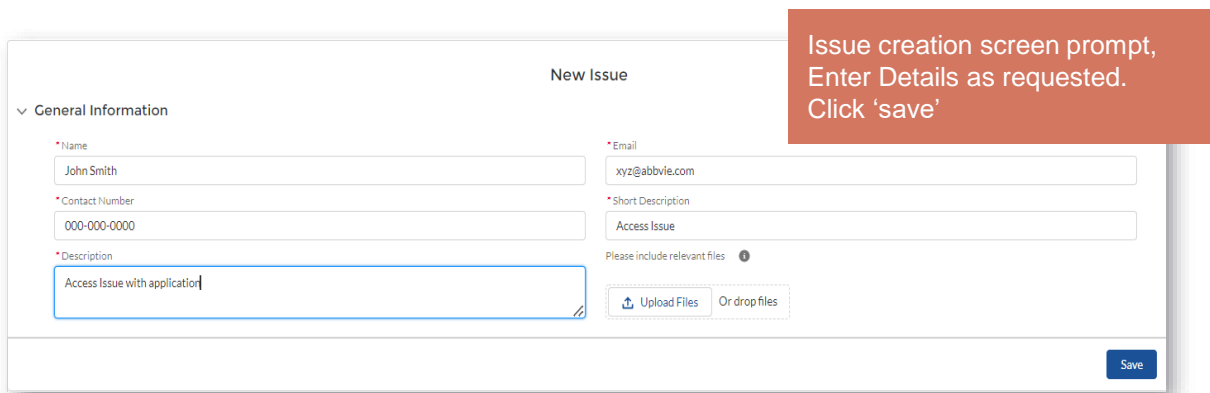 Issue creation screen prompt,
Enter Details as requested.
Click ‘save’
New Issue
General Information
*Name
John Smith
*Email
xyz@abbvie.com
*Contact Number
000-000-0000
*Short Description
Access Issue
*Description
Access Issue with application
Please include relevant files
Upload Files Or drop files
Save